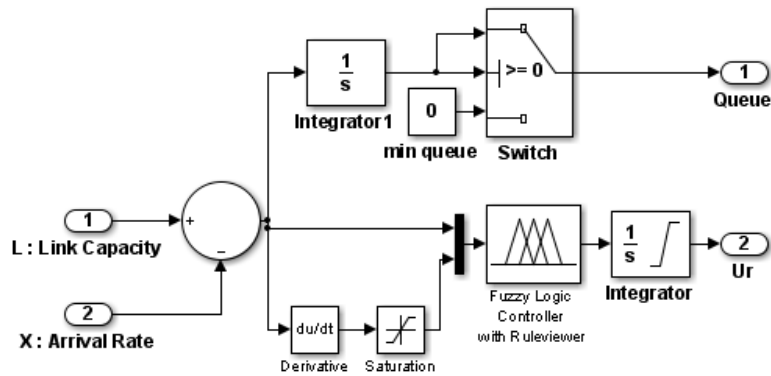 1
s
Integrator1
0
min queue
>= 0
Switch
1
Queue
1
L : Link Capacity
+
−
2
X : Arrival Rate
du/dt
Derivative
Saturation
Fuzzy Logic
Controller
with Ruleviewer
1
s
Integrator
2
Ur